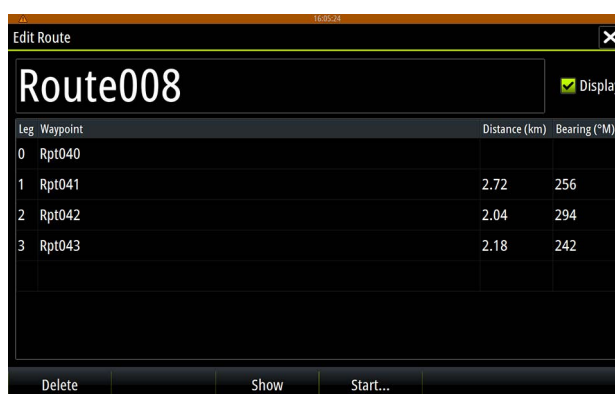 16:05:24
Edit Route
Route008
Display
Leg Waypoint Distance (km) Bearing (°M)
0 Rpt040
1 Rpt041 2.72 256
2 Rpt042 2.04 294
3 Rpt043 2.18 242
Delete Show Start...